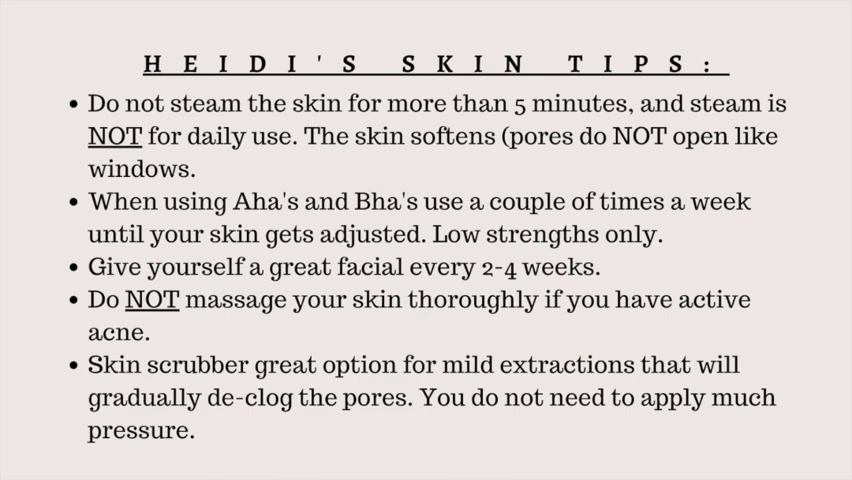 HEIDI'S SKIN TIPS:
• Do not steam the skin for more than 5 minutes, and steam is
NOT for daily use. The skin softens (pores do NOT open like
windows.
• When using Aha's and Bha's use a couple of times a week
until your skin gets adjusted. Low strengths only.
• Give yourself a great facial every 2-4 weeks.
• Do NOT massage your skin thoroughly if you have active
acne.
• Skin scrubber great option for mild extractions that will
gradually de-clog the pores. You do not need to apply much
pressure.